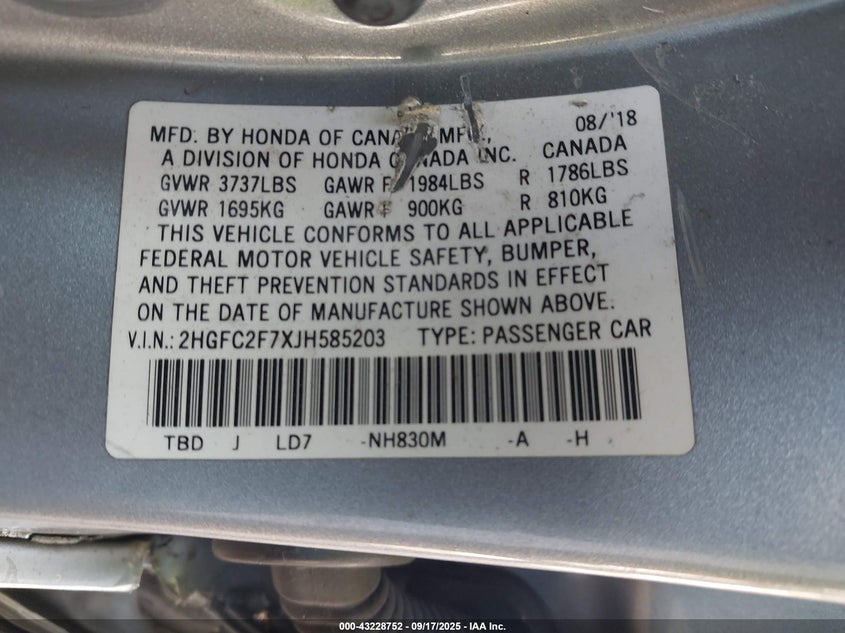 08/'18
MFD. BY HONDA OF CANADA MFG.,
A DIVISION OF HONDA CANADA INC. CANADA
GVWR 3737LBS GAWR F 1984LBS R 1786LBS
GVWR 1695KG GAWR F 900KG R 810KG
THIS VEHICLE CONFORMS TO ALL APPLICABLE
FEDERAL MOTOR VEHICLE SAFETY, BUMPER,
AND THEFT PREVENTION STANDARDS IN EFFECT
ON THE DATE OF MANUFACTURE SHOWN ABOVE.
V.I.N.: 2HGFC2F7XJH585203 TYPE: PASSENGER CAR
TBD J LD7 -NH830M -A -H
000-43228752 - 09/17/2025 - IAA Inc.